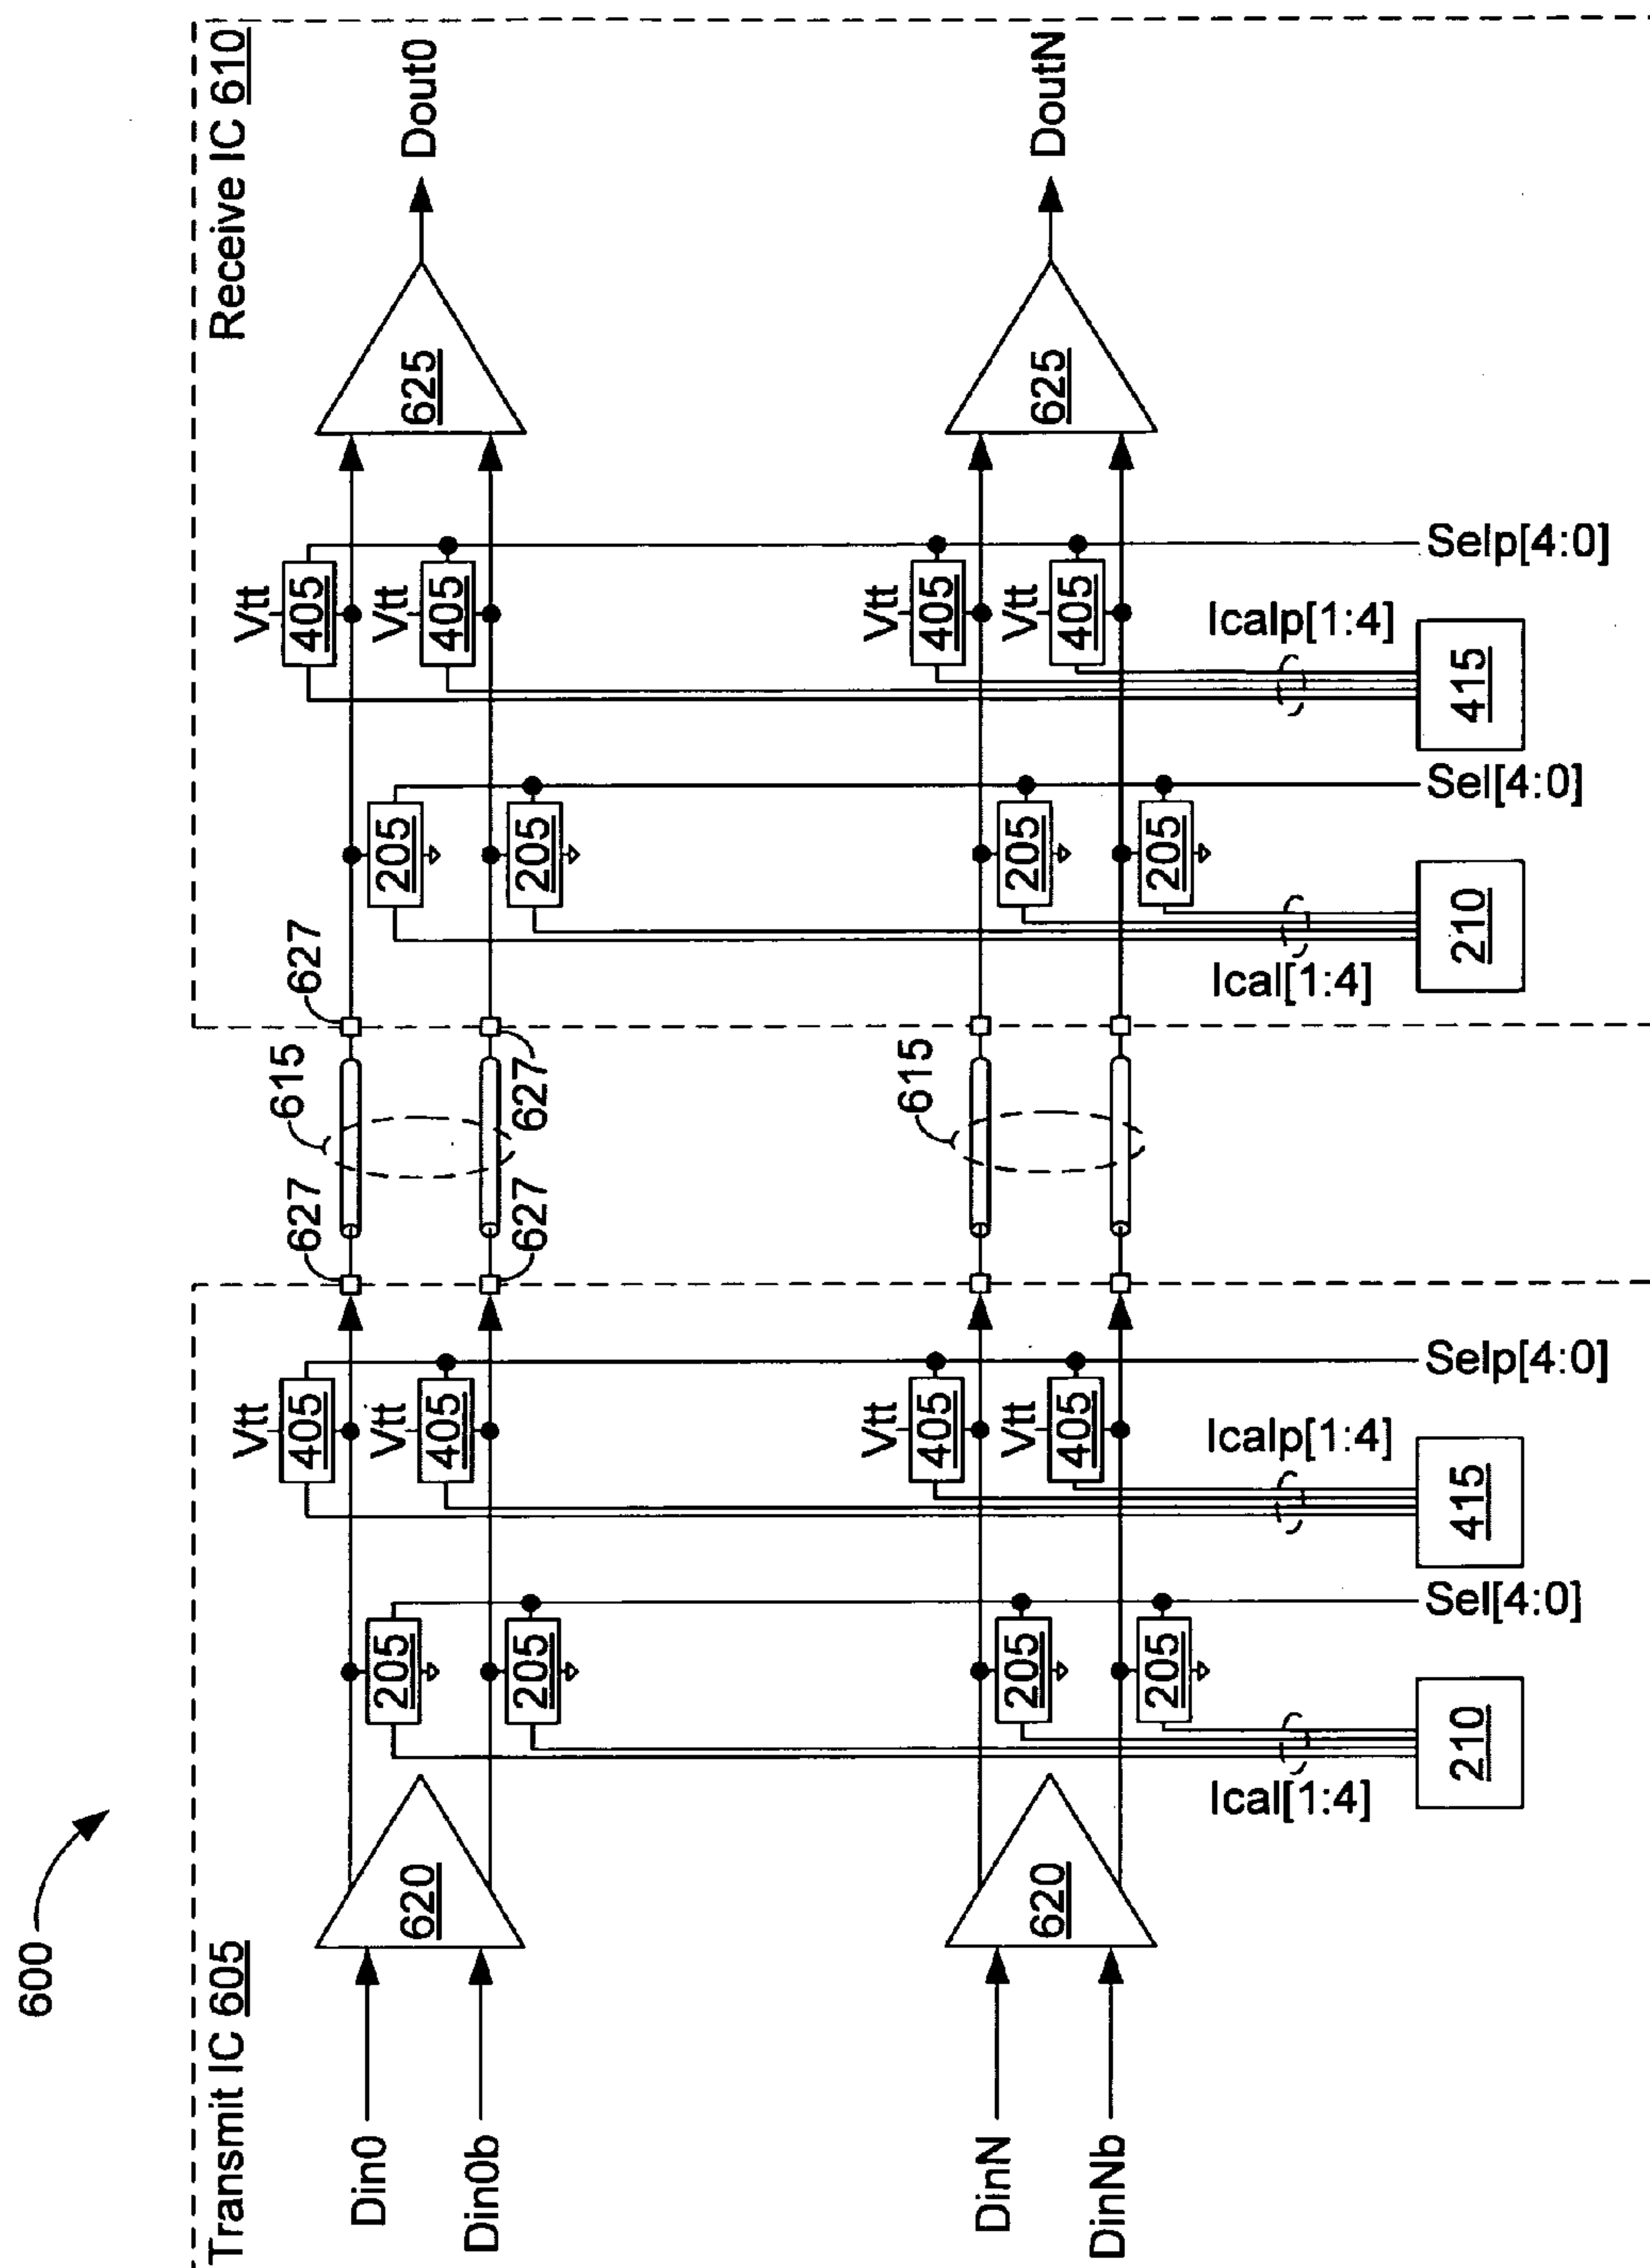 600
Transmit IC 605
Receive IC 610
Vtt
Vtt
615
405
627
627
405
Din0
205
Vtt
205
Vtt
620
625
Dout0
405
405
Din0b
205
627
627
205
Vtt
Vtt
615
405
405
DinN
205
Vtt
205
Vtt
620
625
DoutN
405
405
DinNb
205
205
Ical[1:4]
Icalp[1:4]
Ical[1:4]
Icalp[1:4]
210
Sel[4:0]
415
Selp[4:0]
210
Sel[4:0]
415
Selp[4:0]